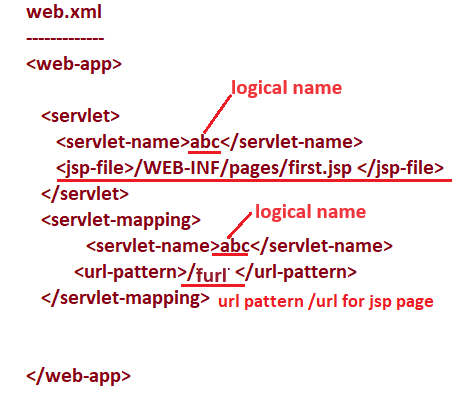 web.xml
-------------
<web-app>
logical name
<servlet>
<servlet-name>abc</servlet-name>
<jsp-file>/WEB-INF/pages/first.jsp </jsp-file>
</servlet>
<servlet-mapping>
logical name
<servlet-name>abc</servlet-name>
<url-pattern>/furl </url-pattern>
</servlet-mapping> url pattern /url for jsp page
</web-app>